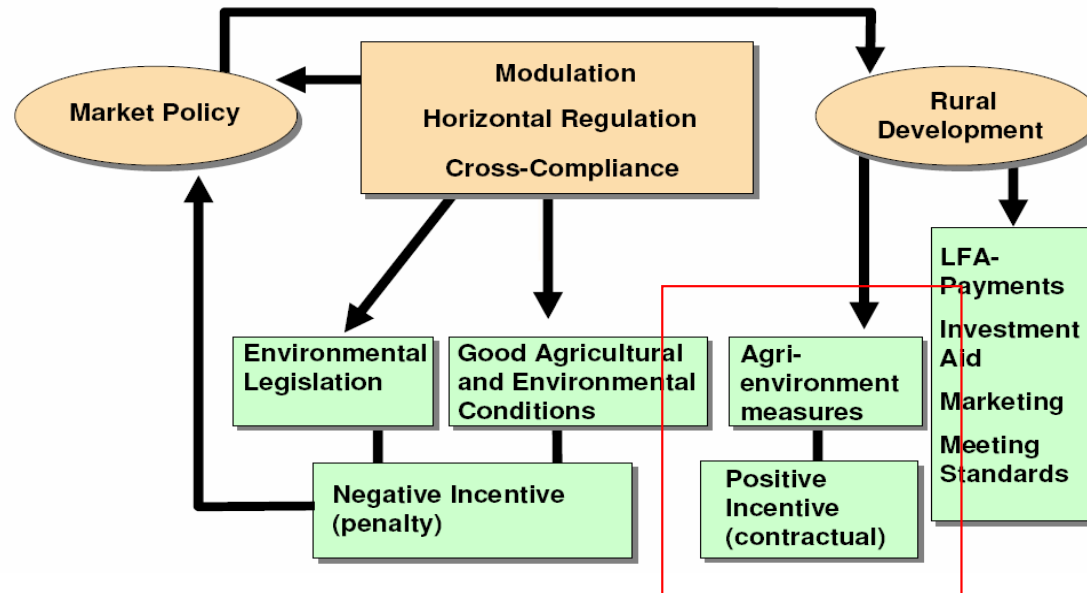 Market Policy
Modulation
Horizontal Regulation
Cross-Compliance
Rural
Development
Environmental
Legislation
Good Agricultural
and Environmental
Conditions
Negative Incentive
(penalty)
Agri-
environment
measures
Positive
Incentive
(contractual)
LFA-
Payments
Investment
Aid
Marketing
Meeting
Standards